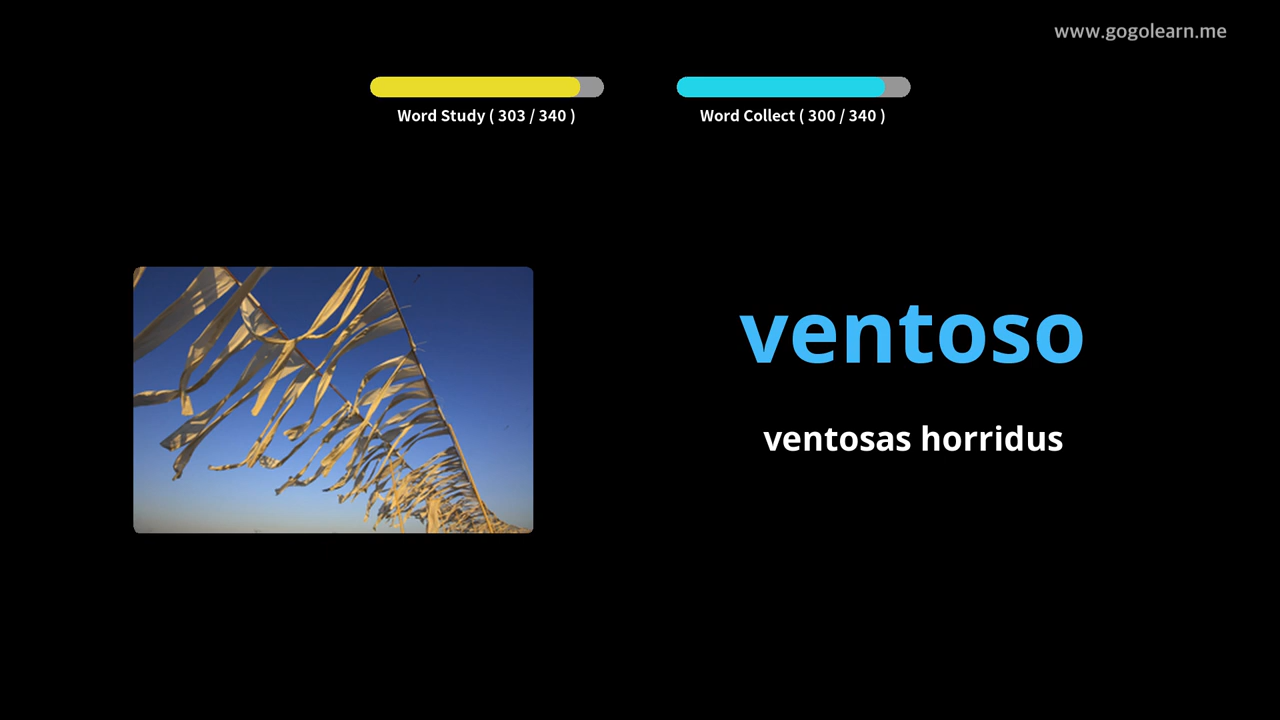 www.gogolearn.me
Word Study ( 303 / 340 )
Word Collect ( 300 / 340 )
ventoso
ventosas horridus